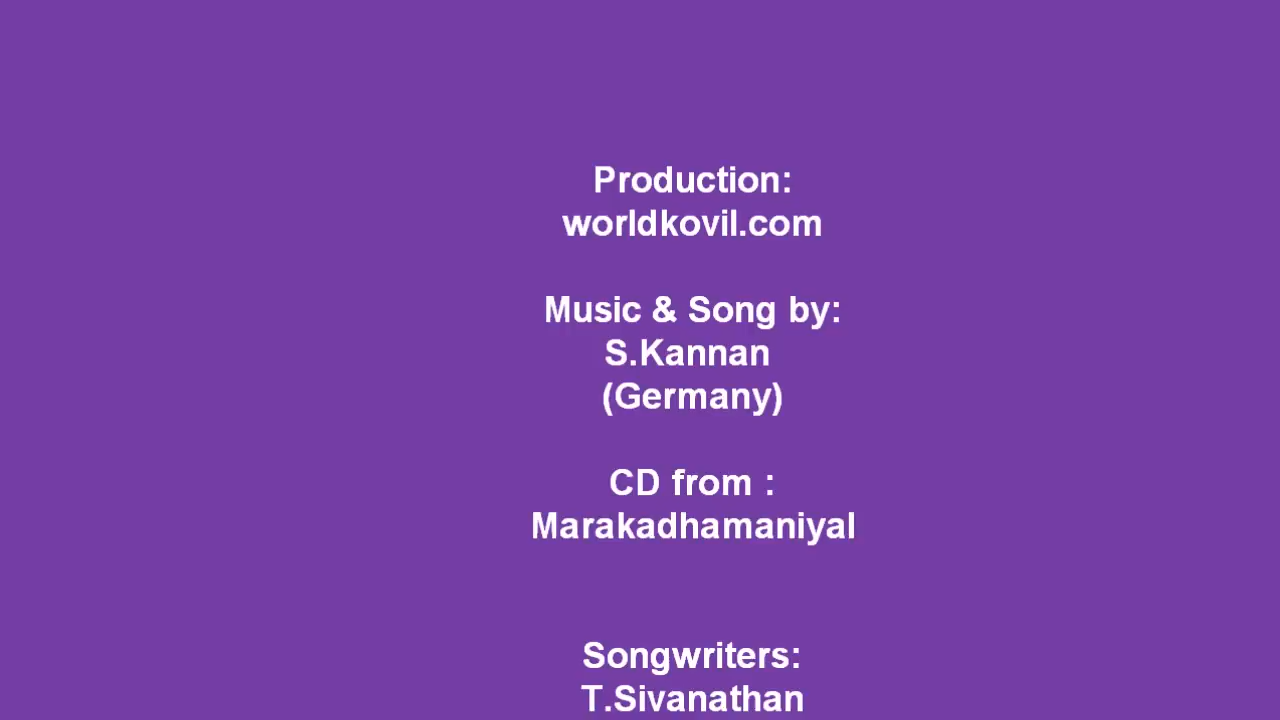 Production:
worldkovil.com
Music & Song by:
S.Kannan
(Germany)
CD from :
Marakadhamaniyal
Songwriters:
T.Sivanathan